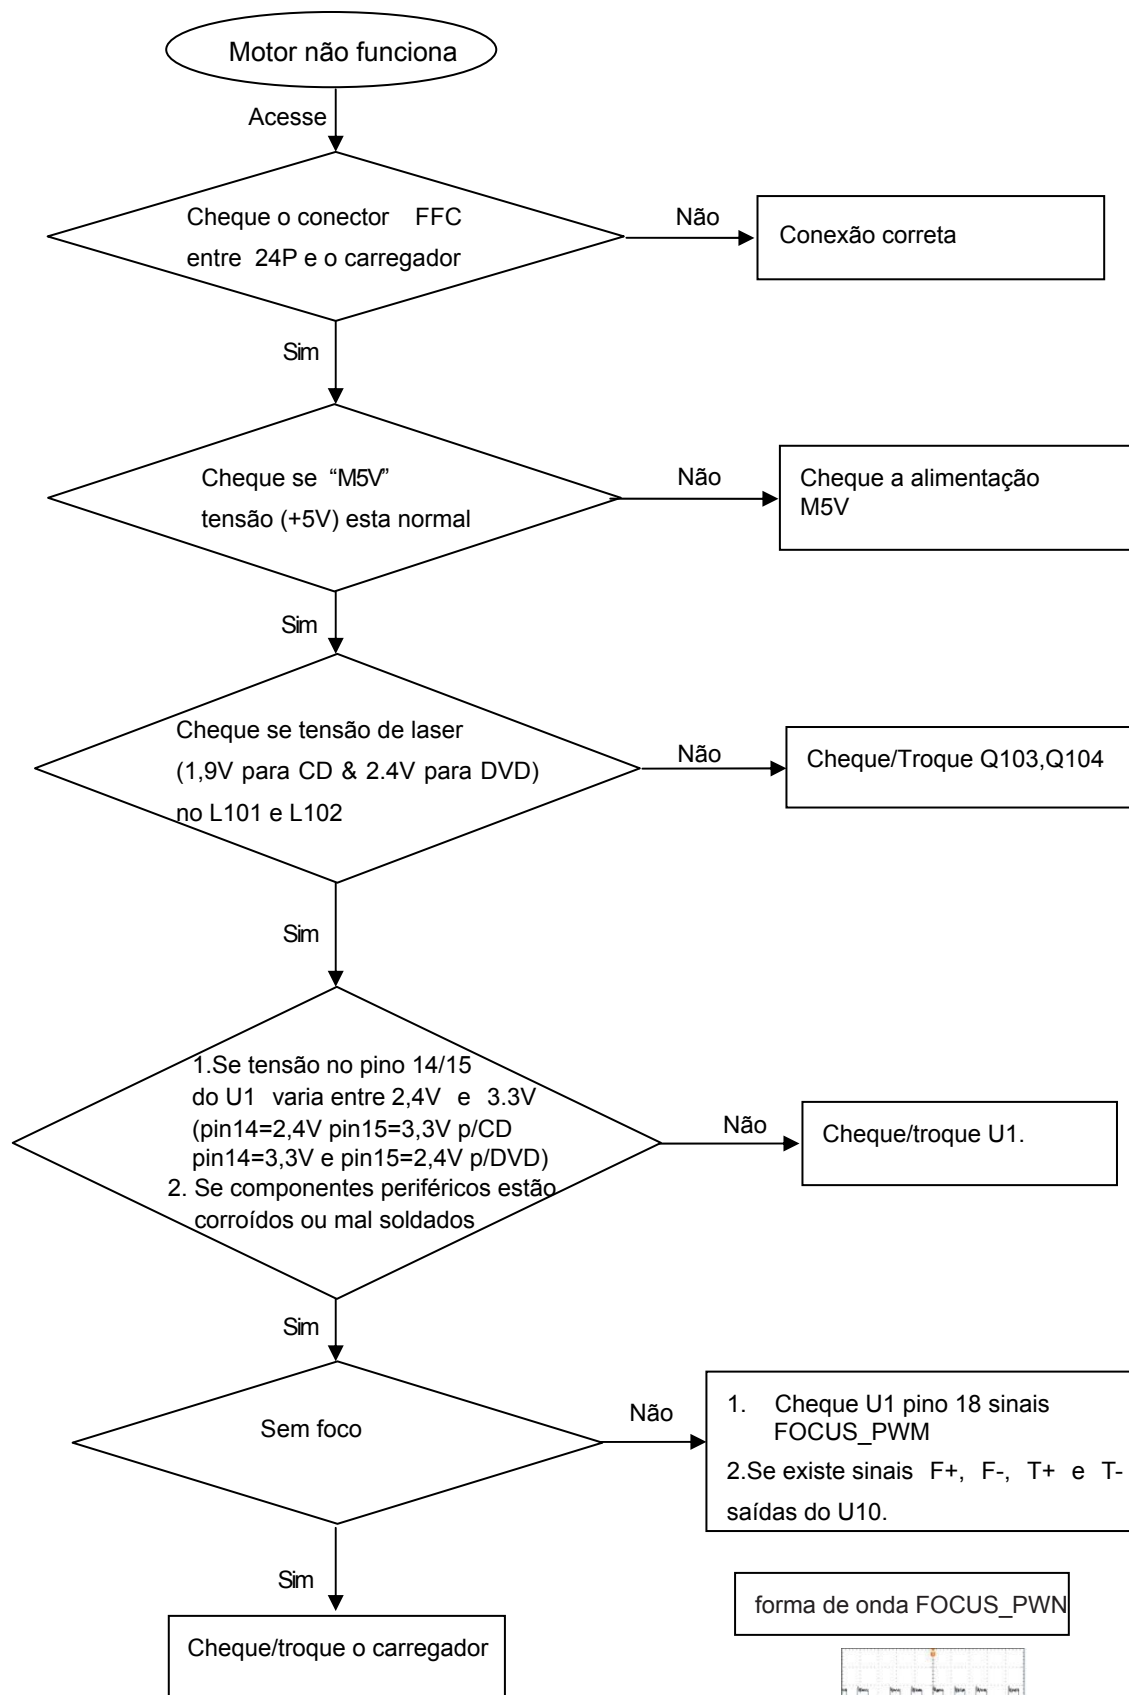 Motor não funciona
Acesse
Cheque o conector FFC
entre 24P e o carregador
Não
Conexão correta
Sim
Cheque se “M5V”
tensão (+5V) esta normal
Não
Cheque a alimentação
M5V
Sim
Cheque se tensão de laser
(1,9V para CD & 2.4V para DVD)
no L101 e L102
Não
Cheque/Troque Q103,Q104
Sim
1.Se tensão no pino 14/15
do U1 varia entre 2,4V e 3.3V
(pin14=2,4V pin15=3,3V p/CD
pin14=3,3V e pin15=2,4V p/DVD)
2. Se componentes periféricos estão
corroídos ou mal soldados
Não
Cheque/troque U1.
Sim
Sem foco
Não
1. Cheque U1 pino 18 sinais
FOCUS_PWM
2.Se existe sinais F+, F-, T+ e T-
saídas do U10.
Sim
Cheque/troque o carregador
forma de onda FOCUS_PWN